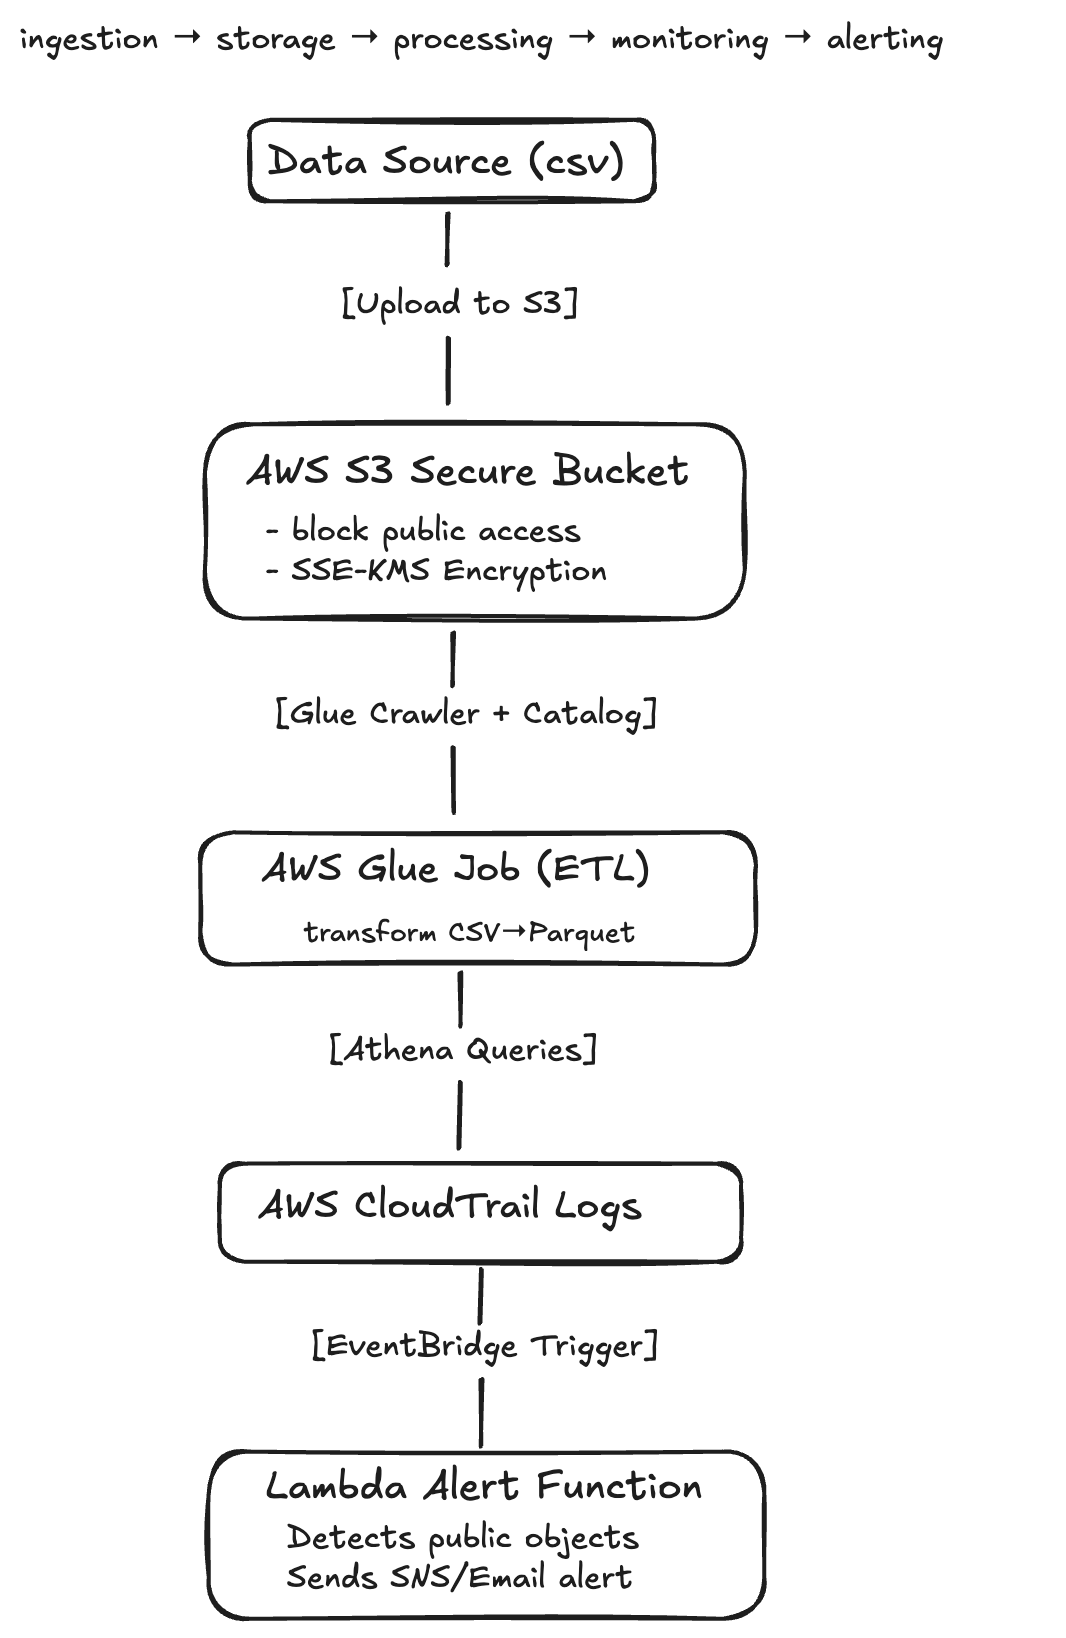 ingestion → storage → processing → monitoring → alerting
Data Source (csv)
[Upload to S3]
AWS S3 Secure Bucket
- block public access
- SSE-KMS Encryption
[Glue Crawler + Catalog]
AWS Glue Job (ETL)
transform CSV→Parquet
[Athena Queries]
AWS CloudTrail Logs
[EventBridge Trigger]
Lambda Alert Function
Detects public objects
Sends SNS/Email alert